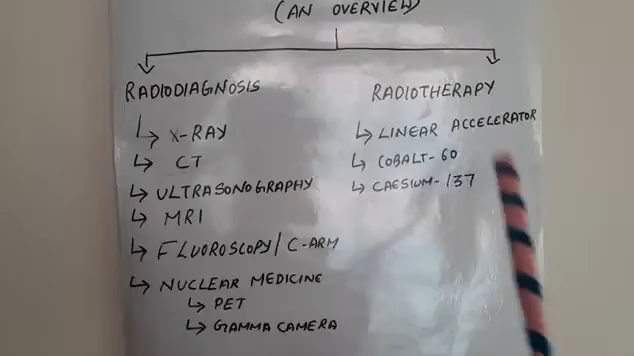 (AN OVERVIEW)
RADIODIAGNOSIS
X-RAY
CT
ULTRASONOGRAPHY
MRI
FLUOROSCOPY/C-ARM
NUCLEAR MEDICINE
PET
GAMMA CAMERA
RADIOTHERAPY
LINEAR ACCELERATOR
COBALT-60
CAESIUM-137